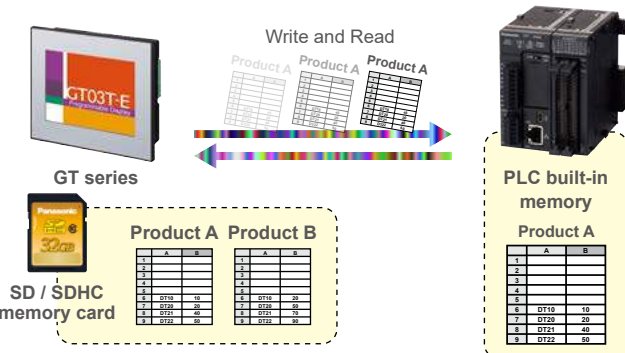 Write and Read
Product A Product A Product A
GT03T-E
Programmable Display
GT series
PLC built-in
memory
Panasonic
32GB
SD / SDHC
memory card
Product A
A B
1
2
3
4
5
6 DT10 10
7 DT20 20
8 DT21 40
9 DT22 50
Product B
A B
1
2
3
4
5
6 DT10 20
7 DT20 50
8 DT21 70
9 DT22 90
Product A
A B
1
2
3
4
5
6 DT10 10
7 DT20 20
8 DT21 40
9 DT22 50